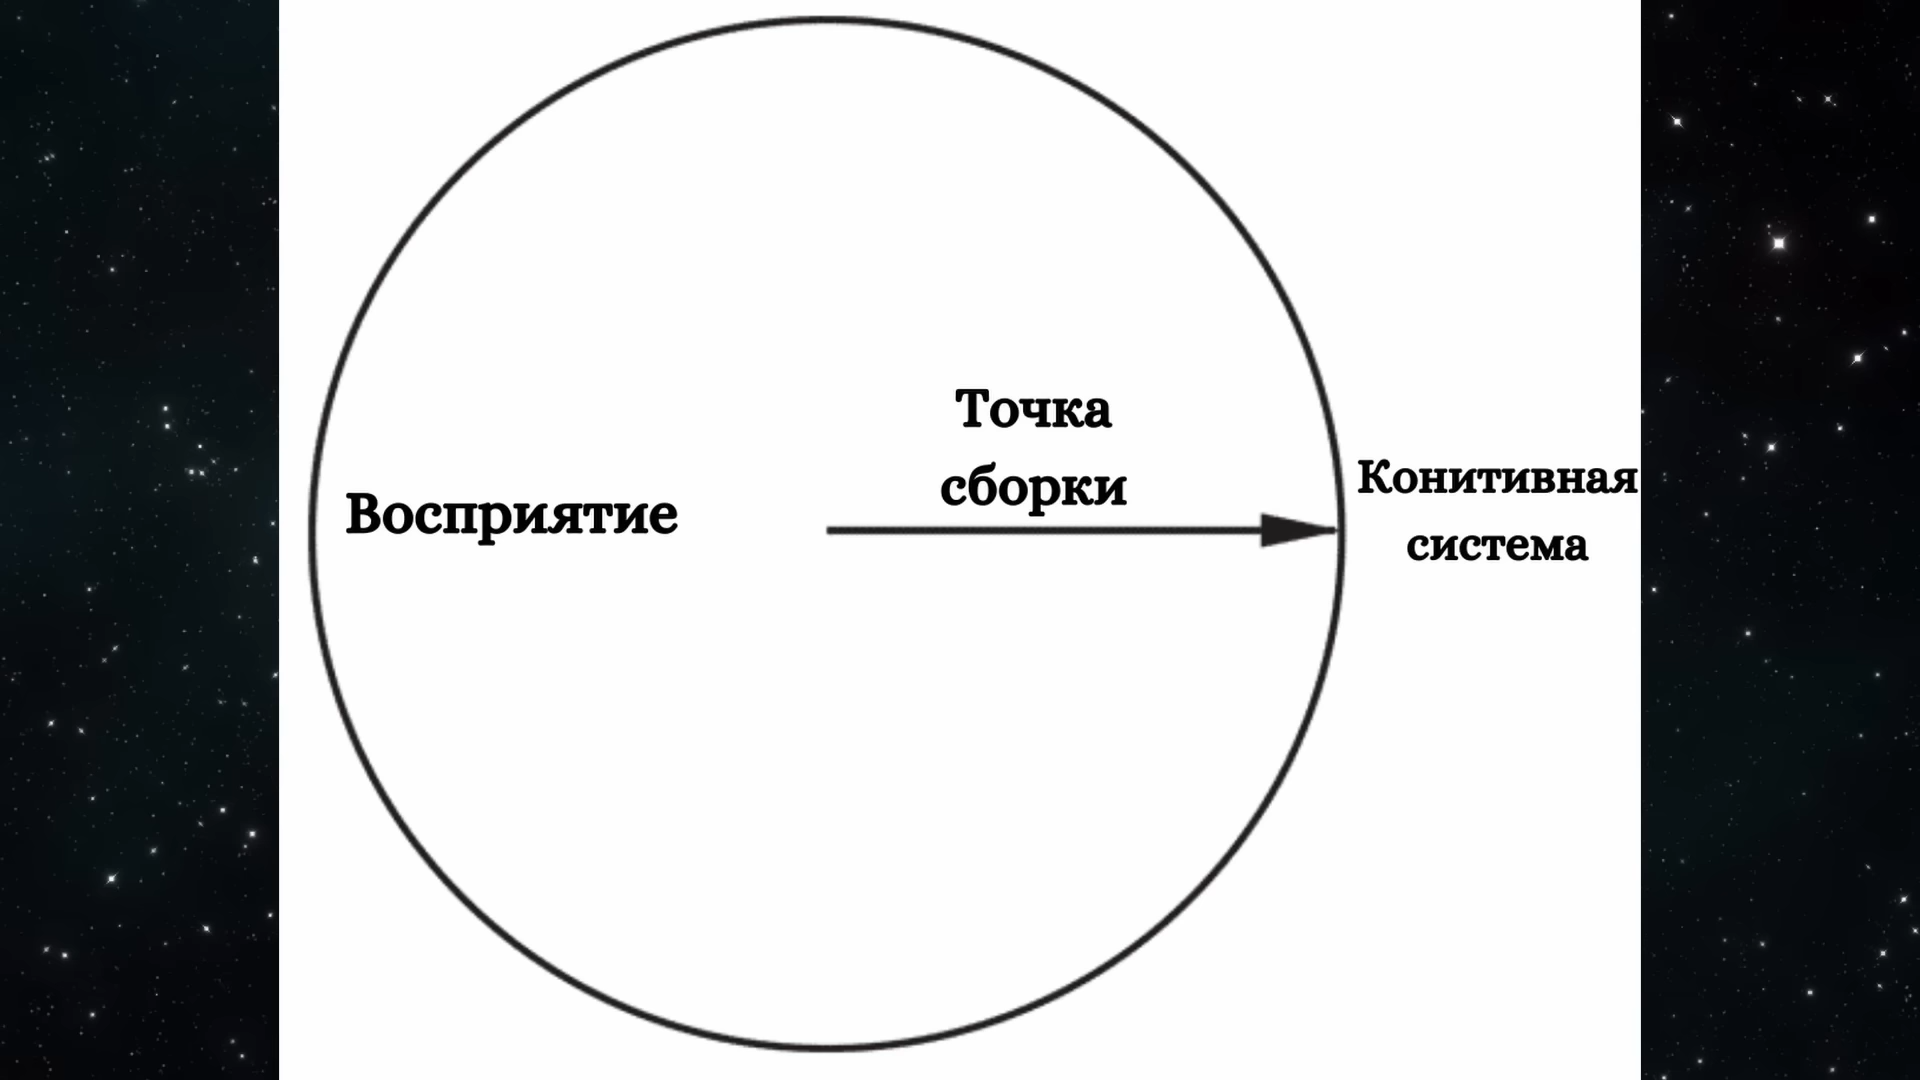 Точка
сборки
Восприятие
Конитивная
система